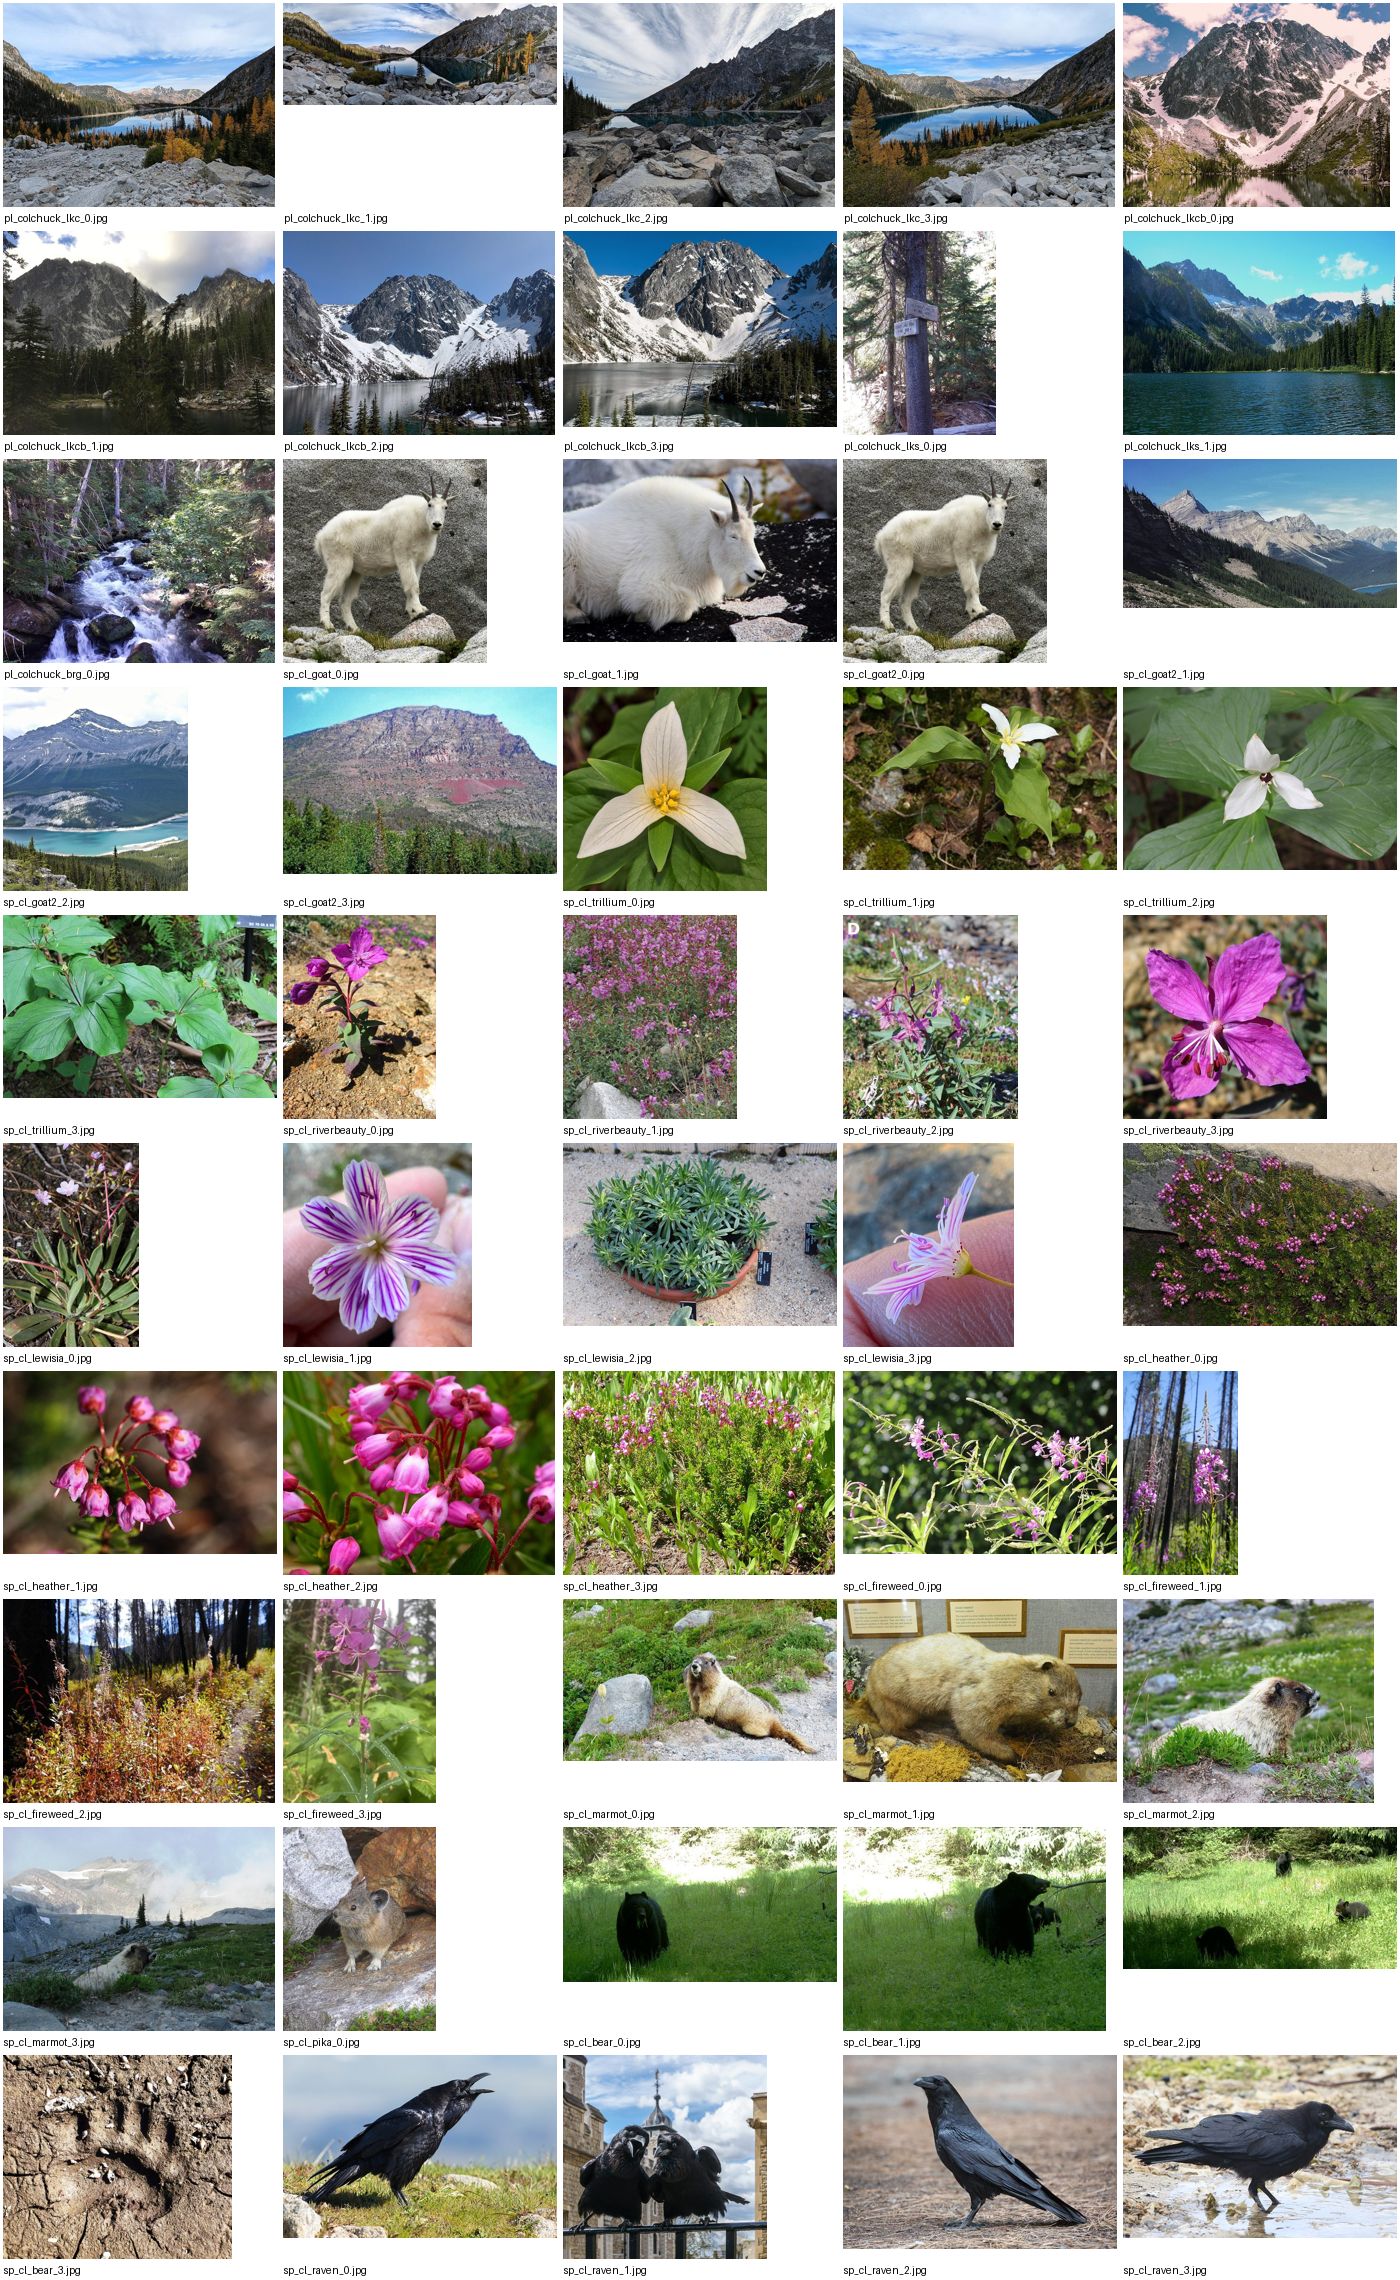 pl_colchuck_lkc_0.jpg
pl_colchuck_lkc_1.jpg
pl_colchuck_lkc_2.jpg
pl_colchuck_lkc_3.jpg
pl_colchuck_lkcb_0.jpg
pl_colchuck_lkcb_1.jpg
pl_colchuck_lkcb_2.jpg
pl_colchuck_lkcb_3.jpg
pl_colchuck_lks_0.jpg
pl_colchuck_lks_1.jpg
pl_colchuck_brg_0.jpg
sp_cl_goat_0.jpg
sp_cl_goat_1.jpg
sp_cl_goat2_0.jpg
sp_cl_goat2_1.jpg
sp_cl_goat2_2.jpg
sp_cl_goat2_3.jpg
sp_cl_trillium_0.jpg
sp_cl_trillium_1.jpg
sp_cl_trillium_2.jpg
D
sp_cl_trillium_3.jpg
sp_cl_riverbeauty_0.jpg
sp_cl_riverbeauty_1.jpg
sp_cl_riverbeauty_2.jpg
sp_cl_riverbeauty_3.jpg
sp_cl_lewisia_0.jpg
sp_cl_lewisia_1.jpg
sp_cl_lewisia_2.jpg
sp_cl_lewisia_3.jpg
sp_cl_heather_0.jpg
sp_cl_heather_1.jpg
sp_cl_heather_2.jpg
sp_cl_heather_3.jpg
sp_cl_fireweed_0.jpg
sp_cl_fireweed_1.jpg
sp_cl_fireweed_2.jpg
sp_cl_fireweed_3.jpg
sp_cl_marmot_0.jpg
sp_cl_marmot_1.jpg
sp_cl_marmot_2.jpg
sp_cl_marmot_3.jpg
sp_cl_pika_0.jpg
sp_cl_bear_0.jpg
sp_cl_bear_1.jpg
sp_cl_bear_2.jpg
sp_cl_bear_3.jpg
sp_cl_raven_0.jpg
sp_cl_raven_1.jpg
sp_cl_raven_2.jpg
sp_cl_raven_3.jpg